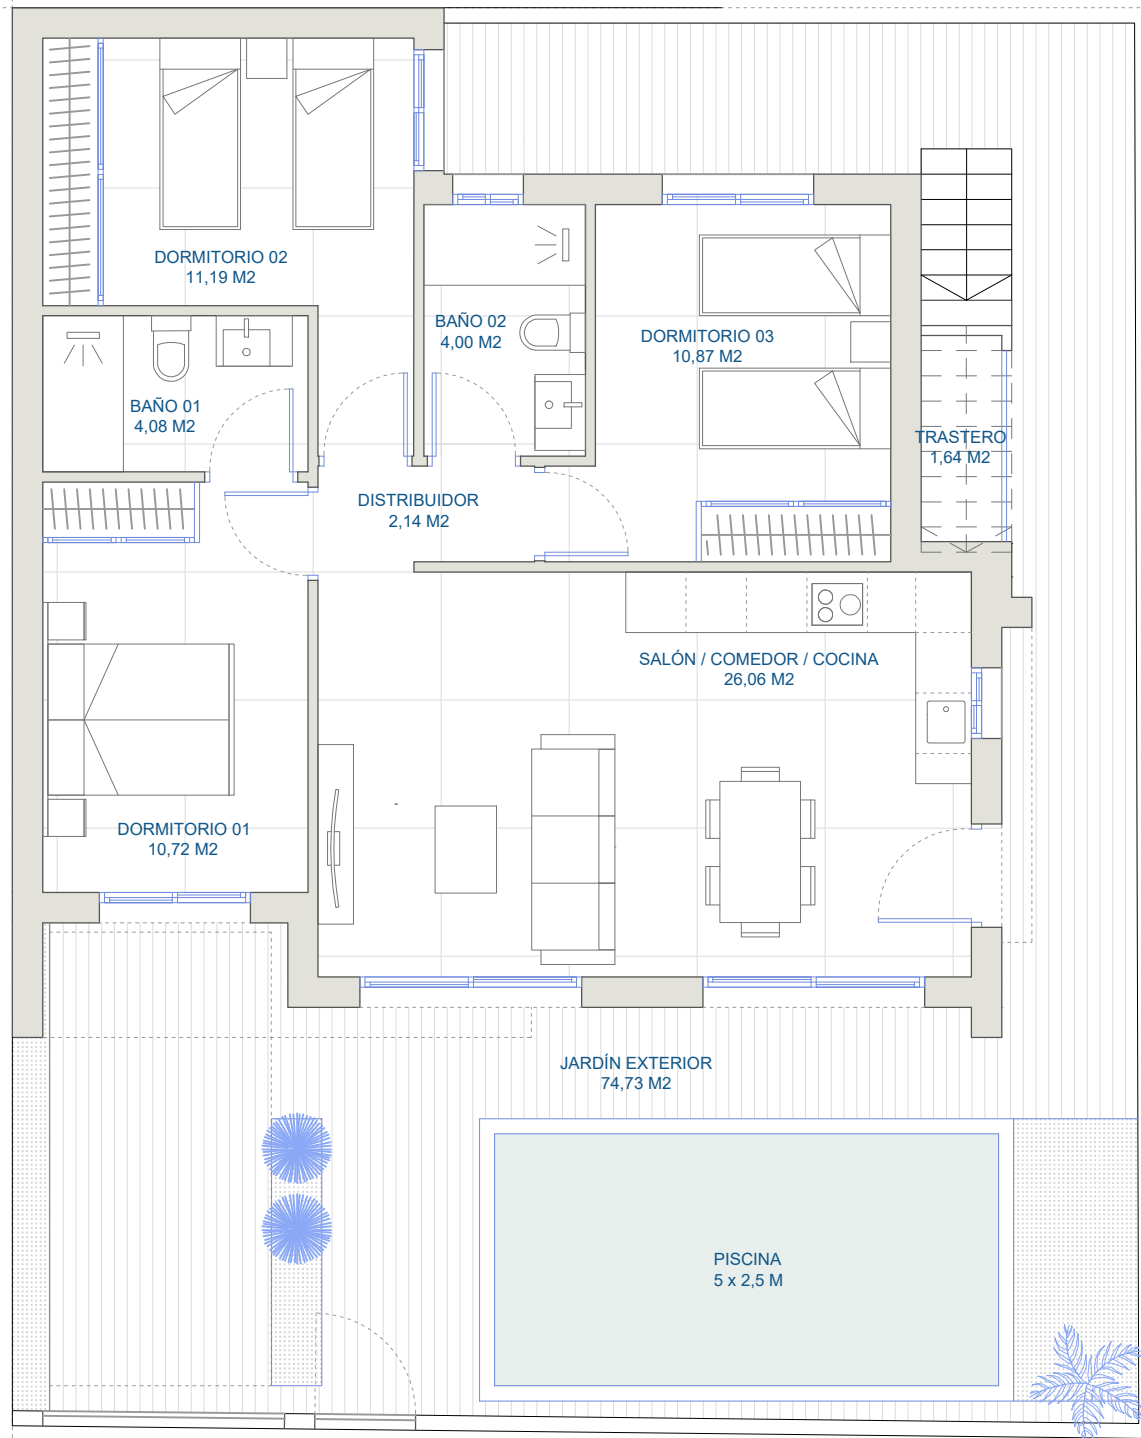 DORMITORIO 02
11,19 M2
BAÑO 02
4,00 M2
DORMITORIO 03
10,87 M2
BAÑO 01
4,08 M2
TRASTERO
1,64 M2
DISTRIBUIDOR
2,14 M2
SALÓN / COMEDOR / COCINA
26,06 M2
DORMITORIO 01
10,72 M2
JARDÍN EXTERIOR
74,73 M2
PISCINA
5 x 2,5 M